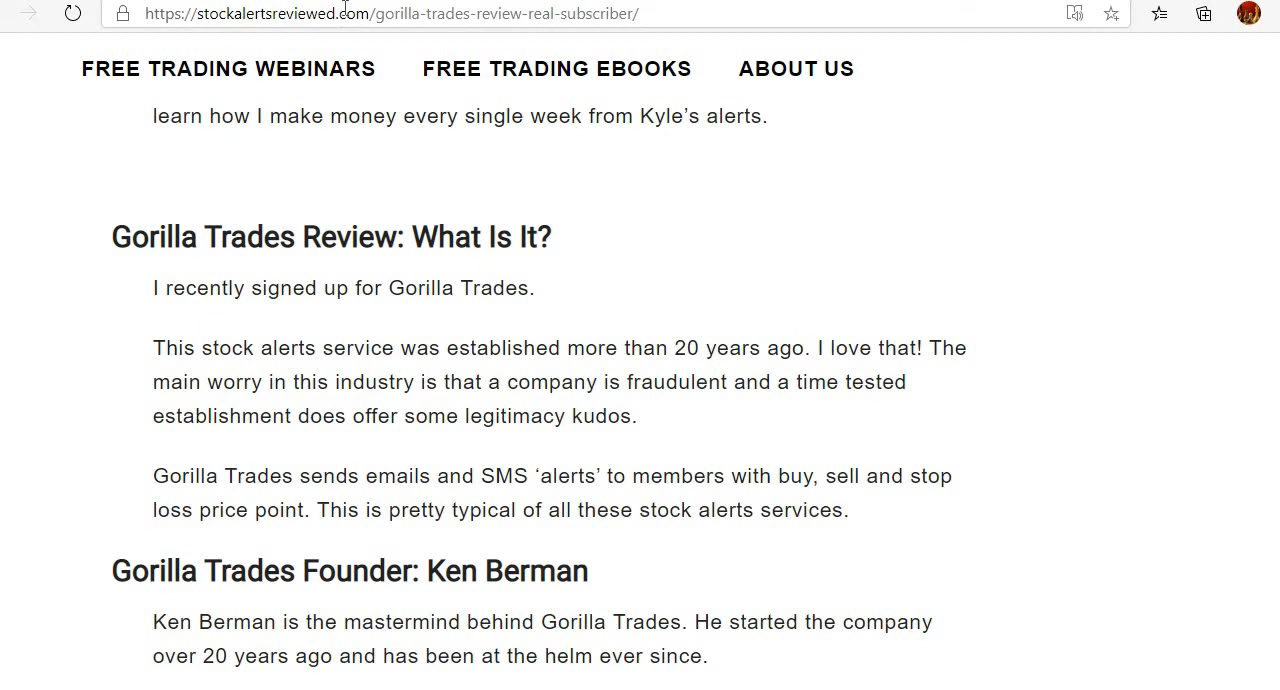 https://stockalertsreviewed.com/gorilla-trades-review-real-subscriber/
FREE TRADING WEBINARS FREE TRADING EBOOKS ABOUT US
learn how I make money every single week from Kyle’s alerts.
Gorilla Trades Review: What Is It?
I recently signed up for Gorilla Trades.
This stock alerts service was established more than 20 years ago. I love that! The
main worry in this industry is that a company is fraudulent and a time tested
establishment does offer some legitimacy kudos.
Gorilla Trades sends emails and SMS ‘alerts’ to members with buy, sell and stop
loss price point. This is pretty typical of all these stock alerts services.
Gorilla Trades Founder: Ken Berman
Ken Berman is the mastermind behind Gorilla Trades. He started the company
over 20 years ago and has been at the helm ever since.